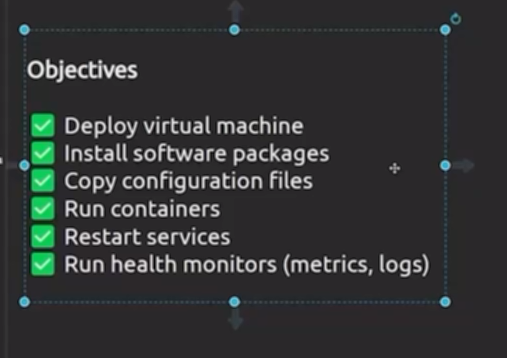 Objectives
✅ Deploy virtual machine
✅ Install software packages
✅ Copy configuration files
✅ Run containers
✅ Restart services
✅ Run health monitors (metrics, logs)